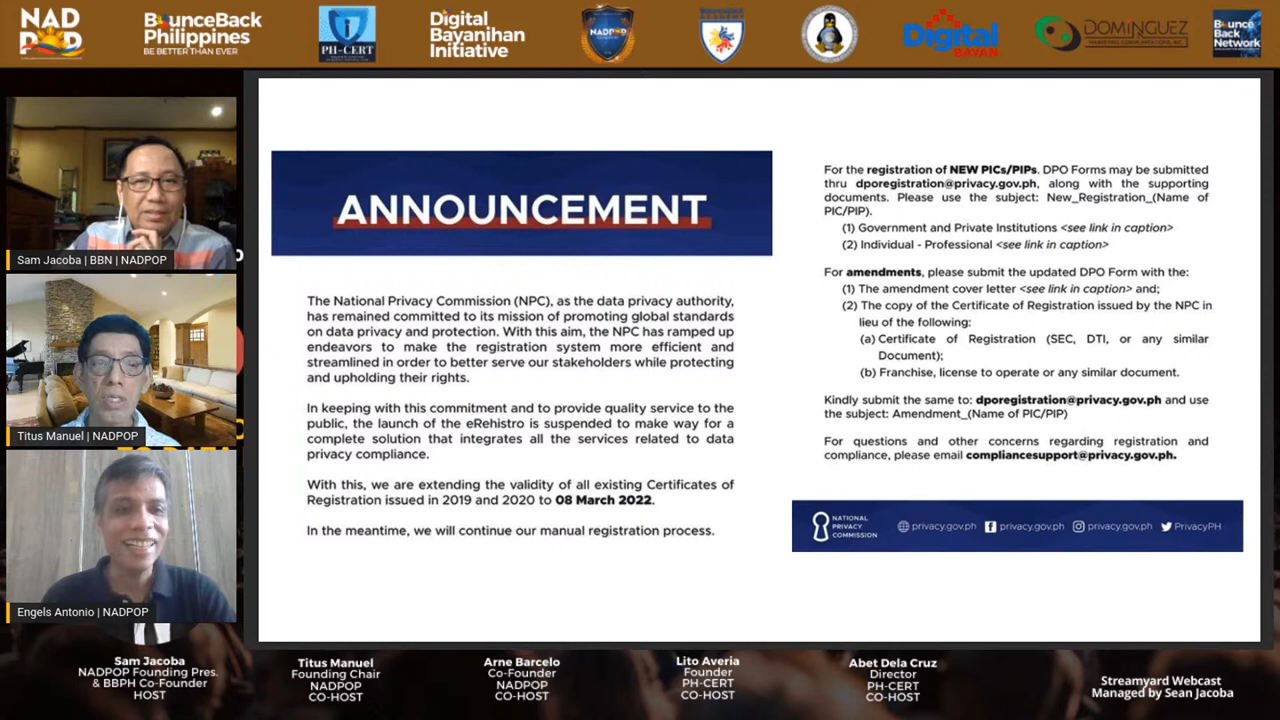 NAD
POP
BounceBack
Philippines
BE BETTER THAN EVER
PH-CERT
Digital
Bayanihan
Initiative
NADPOP
Digital
BAYAN
DOMINGUEZ
MARKETING COMMUNICATIONS, INC.
Bounce
Back
Network
Sam Jacoba | BBN | NADPOP
Titus Manuel | NADPOP
Engels Antonio | NADPOP
ANNOUNCEMENT
The National Privacy Commission (NPC), as the data privacy authority,
has remained committed to its mission of promoting global standards
on data privacy and protection. With this aim, the NPC has ramped up
endeavors to make the registration system more efficient and
streamlined in order to better serve our stakeholders while protecting
and upholding their rights.
In keeping with this commitment and to provide quality service to the
public, the launch of the eRehistro is suspended to make way for a
complete solution that integrates all the services related to data
privacy compliance.
With this, we are extending the validity of all existing Certificates of
Registration issued in 2019 and 2020 to 08 March 2022.
In the meantime, we will continue our manual registration process.
For the registration of NEW PICs/PIPs. DPO Forms may be submitted
thru dporegistration@privacy.gov.ph, along with the supporting
documents. Please use the subject: New_Registration_(Name of
PIC/PIP).
(1) Government and Private Institutions <see link in caption>
(2) Individual - Professional <see link in caption>
For amendments, please submit the updated DPO Form with the:
(1) The amendment cover letter <see link in caption> and;
(2) The copy of the Certificate of Registration issued by the NPC in
lieu of the following:
(a) Certificate of Registration (SEC, DTI, or any similar
Document);
(b) Franchise, license to operate or any similar document.
Kindly submit the same to: dporegistration@privacy.gov.ph and use
the subject: Amendment_(Name of PIC/PIP)
For questions and other concerns regarding registration and
compliance, please email compliancesupport@privacy.gov.ph.
NATIONAL
PRIVACY
COMMISSION
privacy.gov.ph
privacy.gov.ph
privacy.gov.ph
PrivacyPH
Sam Jacoba
NADPOP Founding Pres.
& BBPH Co-Founder
HOST
Titus Manuel
Founding Chair
NADPOP
CO-HOST
Arne Barcelo
Co-Founder
NADPOP
CO-HOST
Lito Averia
Founder
PH-CERT
CO-HOST
Abet Dela Cruz
Director
PH-CERT
CO-HOST
Streamyard Webcast
Managed by Sean Jacoba